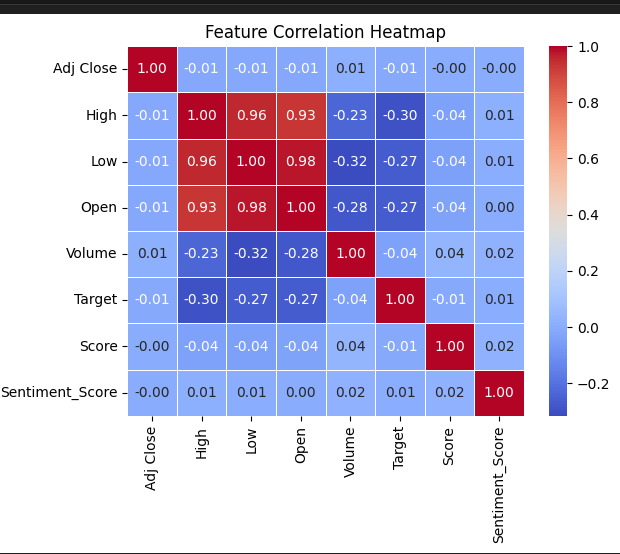 Feature Correlation Heatmap
Adj Close 1.00 -0.01 -0.01 -0.01 0.01 -0.01 -0.00 -0.00
High -0.01 1.00 0.96 0.93 -0.23 -0.30 -0.04 0.01
Low -0.01 0.96 1.00 0.98 -0.32 -0.27 -0.04 0.01
Open -0.01 0.93 0.98 1.00 -0.28 -0.27 -0.04 0.00
Volume 0.01 -0.23 -0.32 -0.28 1.00 -0.04 0.04 0.02
Target -0.01 -0.30 -0.27 -0.27 -0.04 1.00 -0.01 0.01
Score -0.00 -0.04 -0.04 -0.04 0.04 -0.01 1.00 0.02
Sentiment_Score -0.00 0.01 0.01 0.00 0.02 0.01 0.02 1.00
Adj Close
High
Low
Open
Volume
Target
Score
Sentiment_Score
1.0
0.8
0.6
0.4
0.2
0.0
−0.2